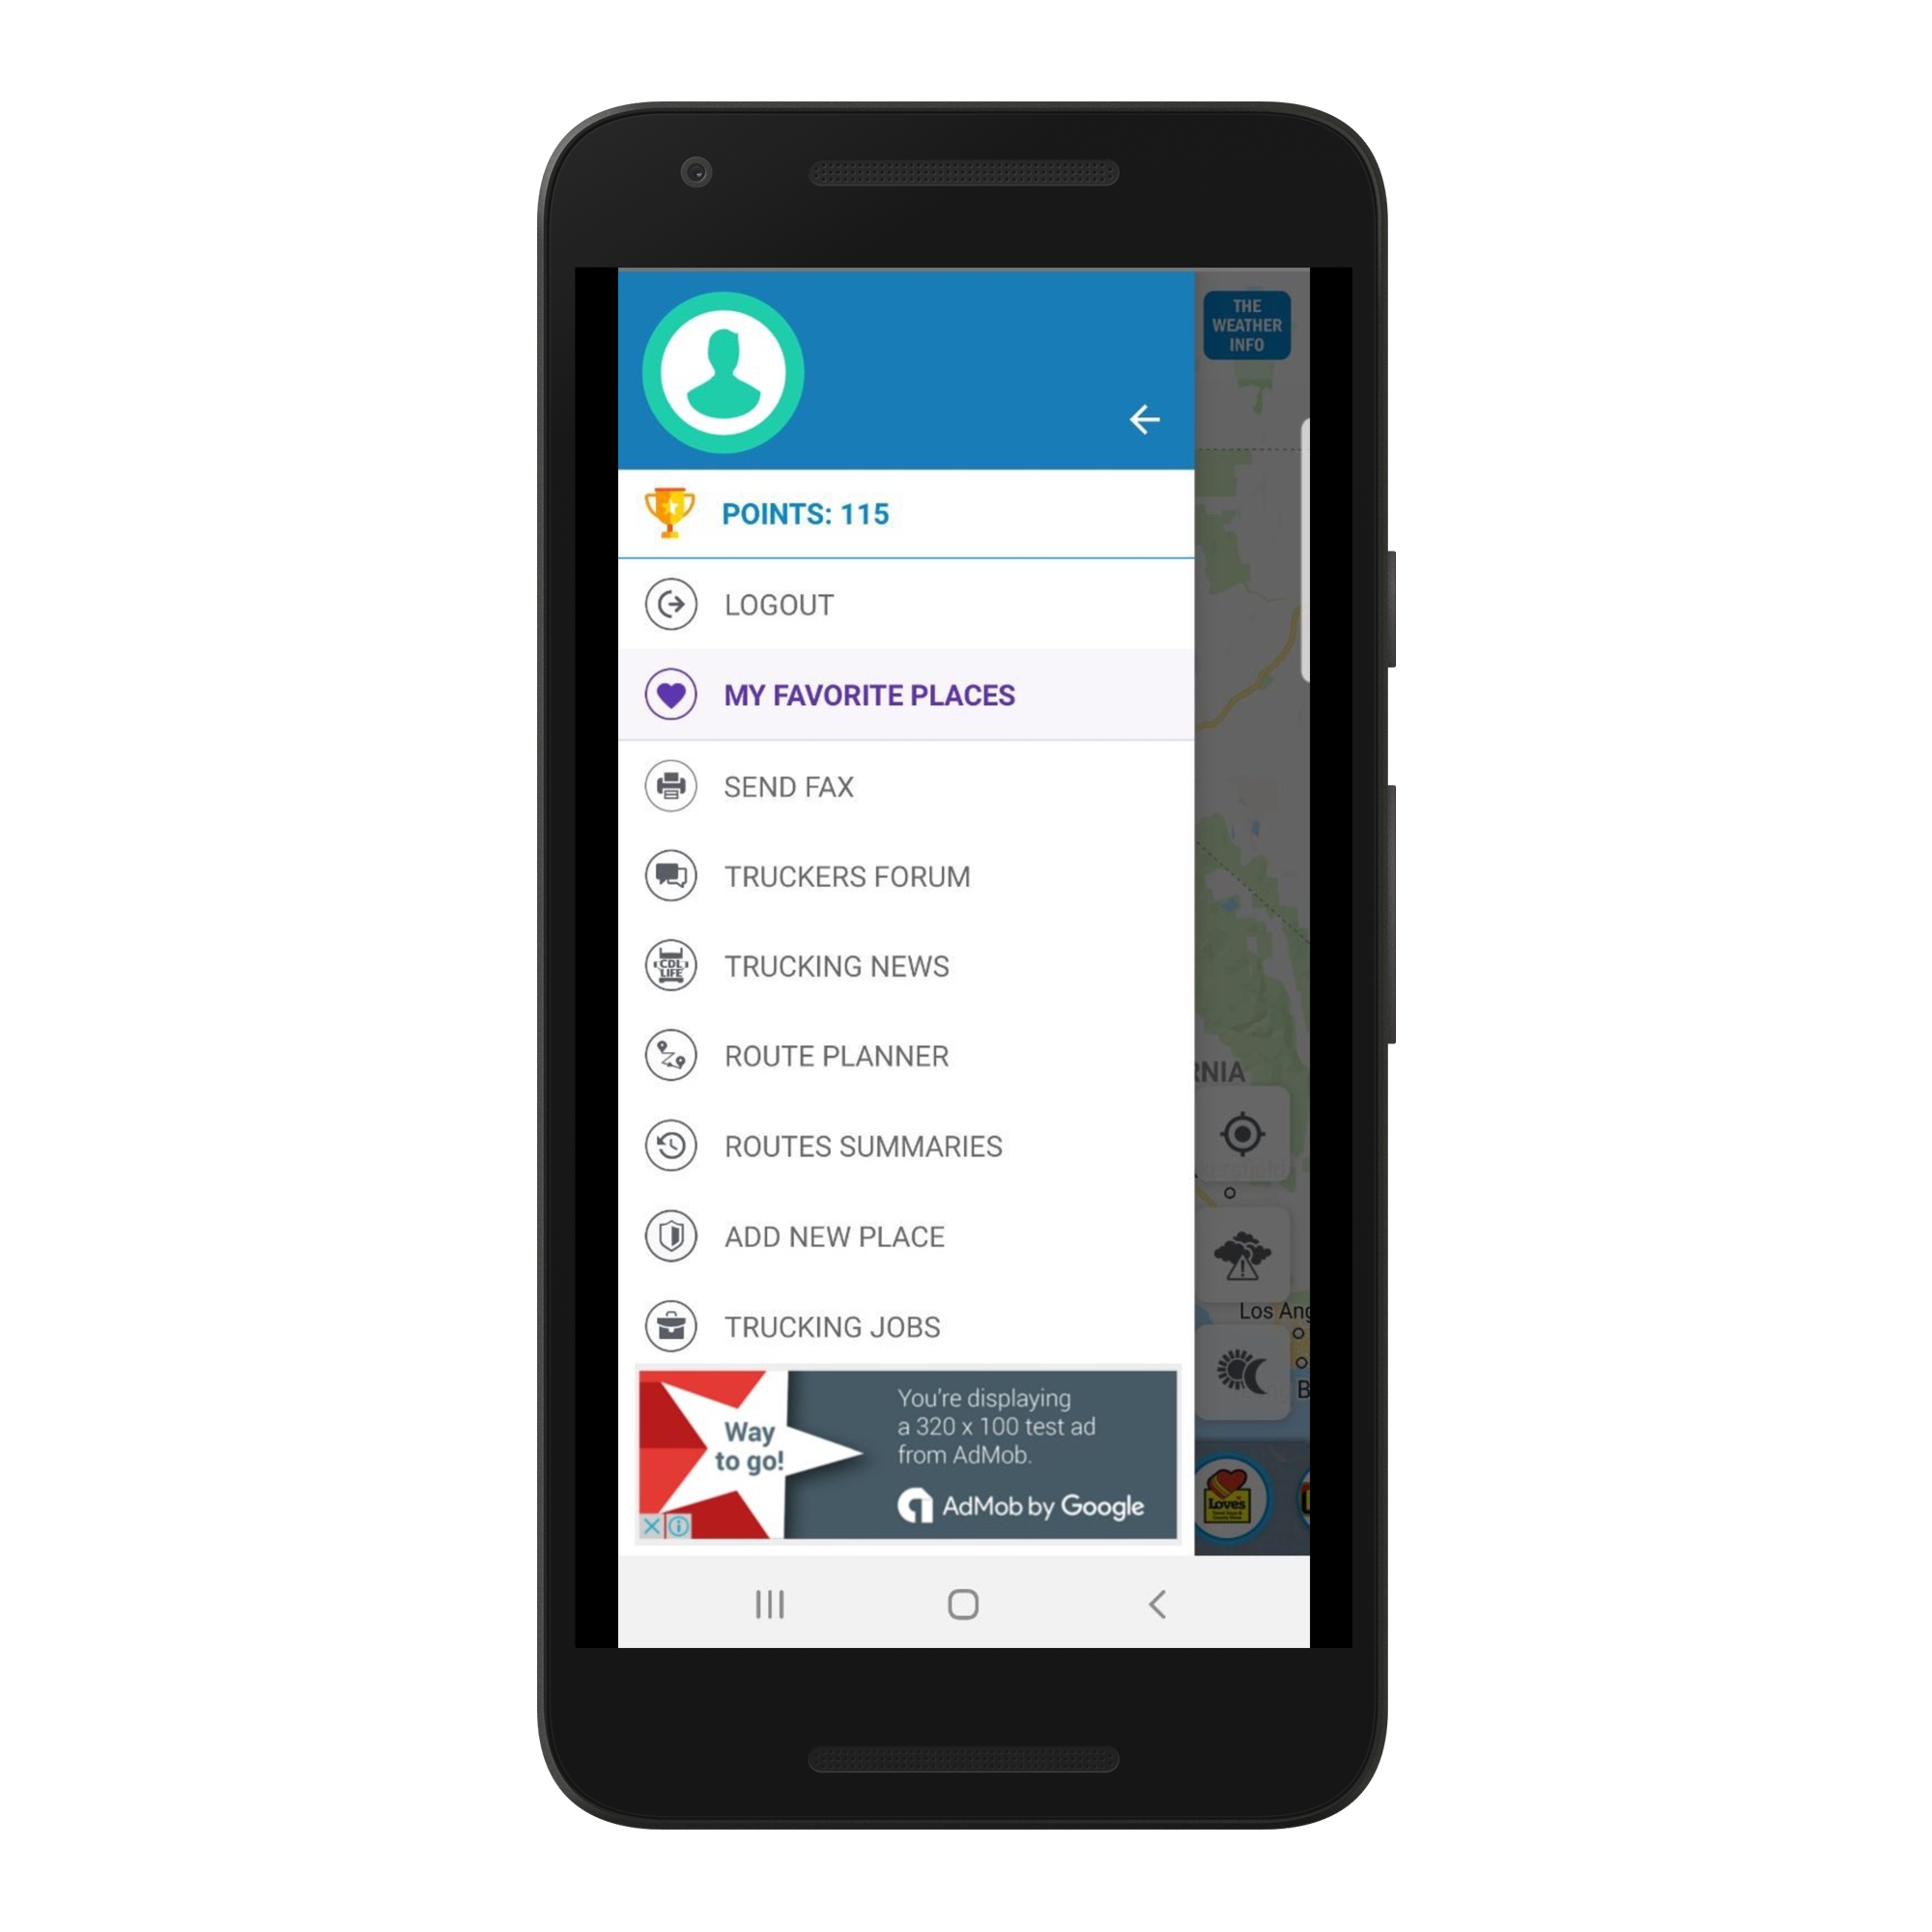 THE
WEATHER
INFO
POINTS: 115
LOGOUT
MY FAVORITE PLACES
SEND FAX
TRUCKERS FORUM
TRUCKING NEWS
CDL
LIFE
ROUTE PLANNER
RNIA
ROUTES SUMMARIES
ADD NEW PLACE
Los Ang
TRUCKING JOBS
B
Way
to go!
You're displaying
a 320 x 100 test ad
from AdMob.
AdMob by Google
Loves